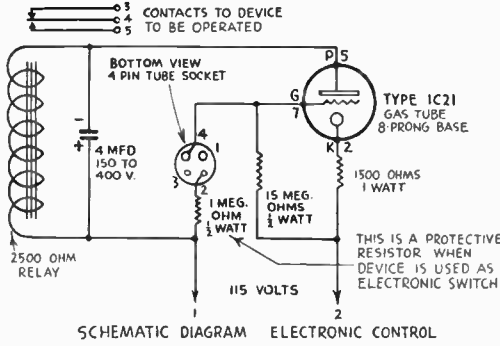 3
CONTACTS TO DEVICE
4
TO BE OPERATED
5
BOTTOM VIEW
4 PIN TUBE SOCKET
P 5
G
7
TYPE 1C21
GAS TUBE
8-PRONG BASE
K 2
-
+
4 MFD
150 TO
400 V.
4
1
3
2
1 MEG.
OHM
½
WATT
15 MEG.
OHMS
½
WATT
1500 OHMS
1 WATT
2500 OHM
RELAY
THIS IS A PROTECTIVE
RESISTOR WHEN
DEVICE IS USED AS
ELECTRONIC SWITCH
115 VOLTS
1
2
SCHEMATIC DIAGRAM ELECTRONIC CONTROL